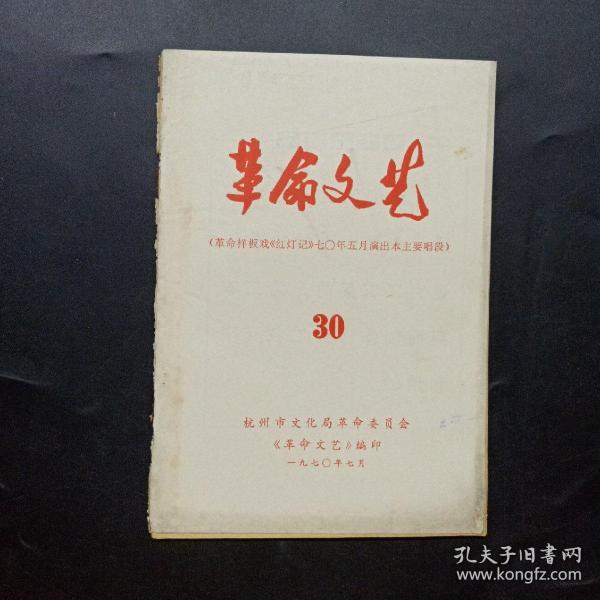 革命文艺
（革命样板戏《红灯记》七〇年五月演出本主要唱段）
30
杭州市文化局革命委员会
《革命文艺》编印
一九七〇年七月
孔夫子旧书网
www.kongfz.com